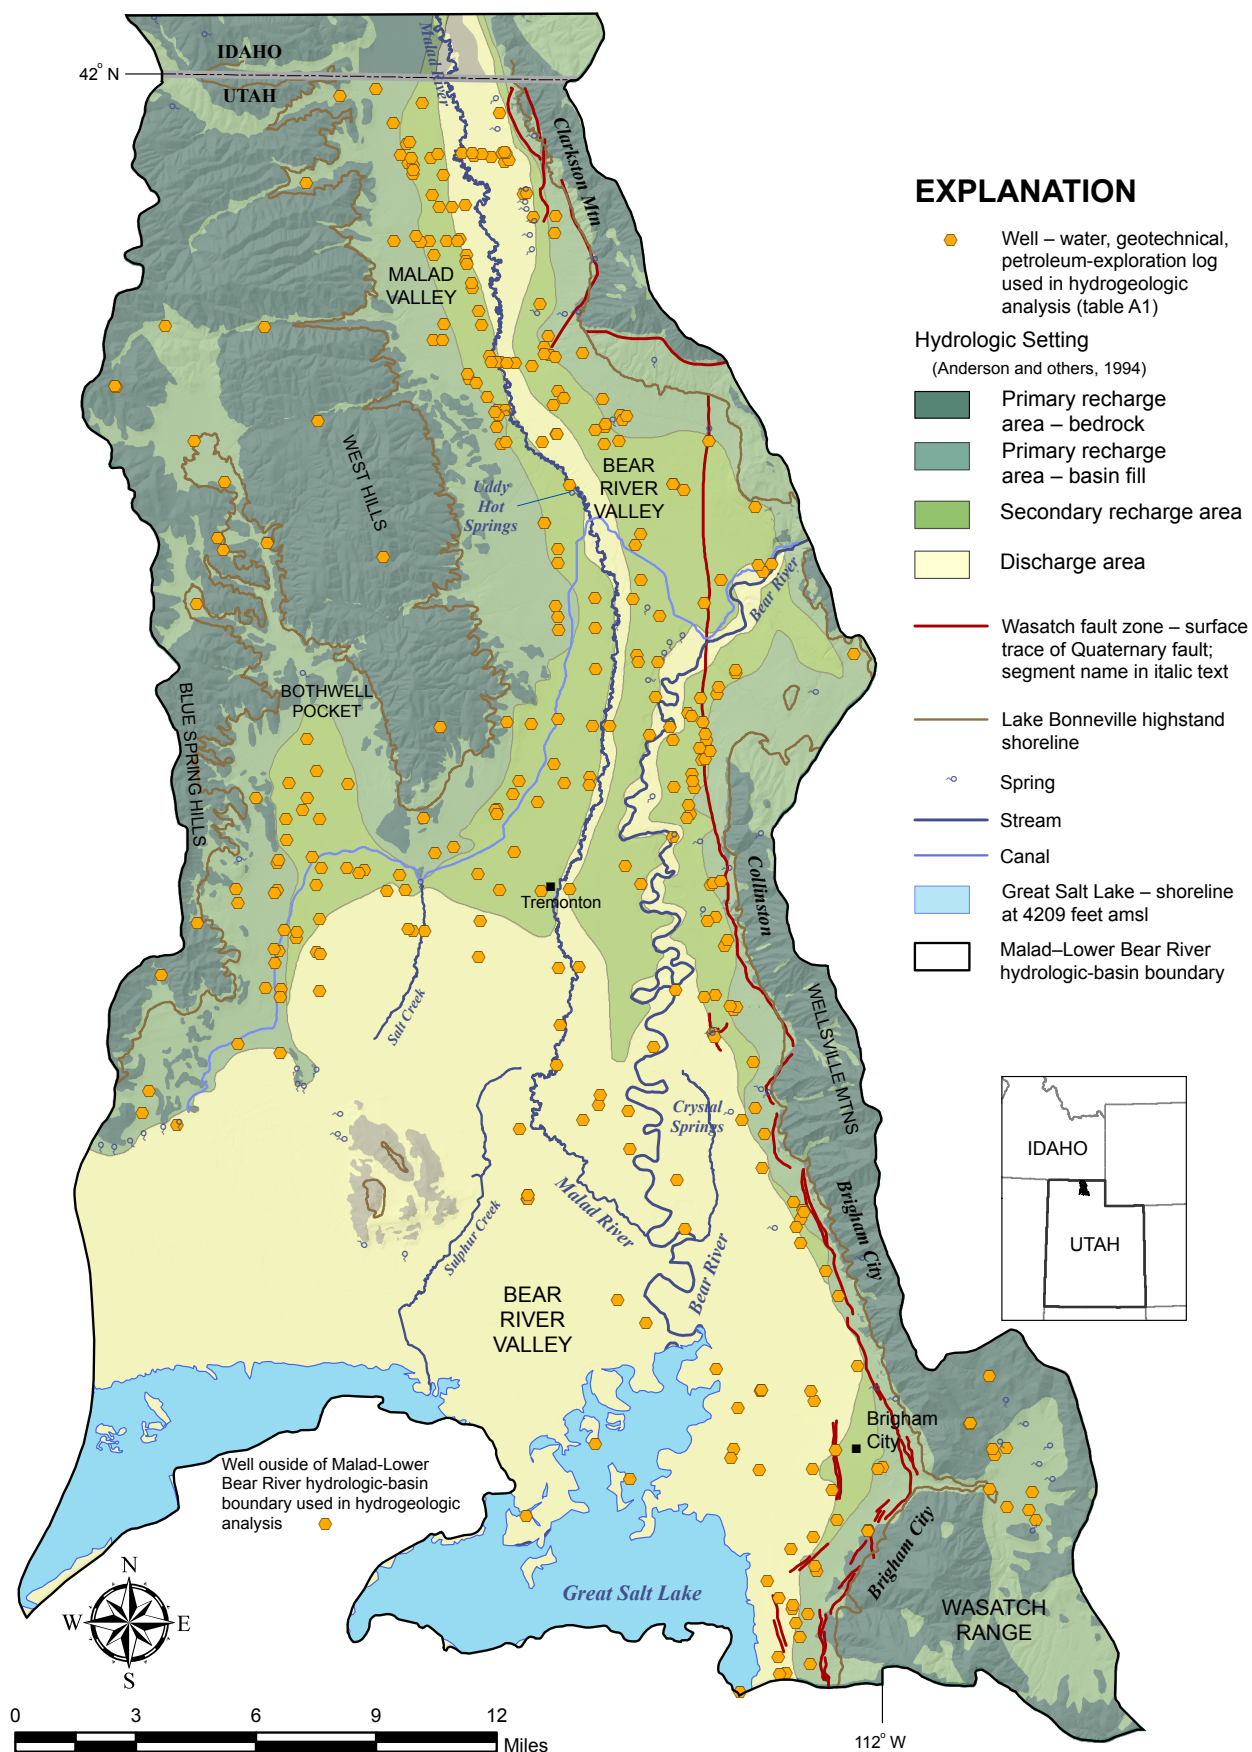 IDAHO
42° N
UTAH
Malad River
Clarkston Mtn
MALAD
VALLEY
WEST HILLS
Uddy
Hot
Springs
BEAR
RIVER
VALLEY
Bear River
BOTHWELL
POCKET
BLUE SPRING HILLS
Tremonton
Collinston
Salt Creek
WELLSVILLE MTNS
Crystal
Springs
Malad River
Sulphur Creek
Bear River
Brigham City
BEAR
RIVER
VALLEY
Brigham
City
Well ouside of Malad-Lower
Bear River hydrologic-basin
boundary used in hydrogeologic
analysis
Great Salt Lake
Brigham City
WASATCH
RANGE
N
W
E
S
0
3
6
9
12
Miles
112° W
EXPLANATION
Well – water, geotechnical,
petroleum-exploration log
used in hydrogeologic
analysis (table A1)
Hydrologic Setting
(Anderson and others, 1994)
Primary recharge
area – bedrock
Primary recharge
area – basin fill
Secondary recharge area
Discharge area
Wasatch fault zone – surface
trace of Quaternary fault;
segment name in italic text
Lake Bonneville highstand
shoreline
Spring
Stream
Canal
Great Salt Lake – shoreline
at 4209 feet amsl
Malad–Lower Bear River
hydrologic-basin boundary
IDAHO
UTAH